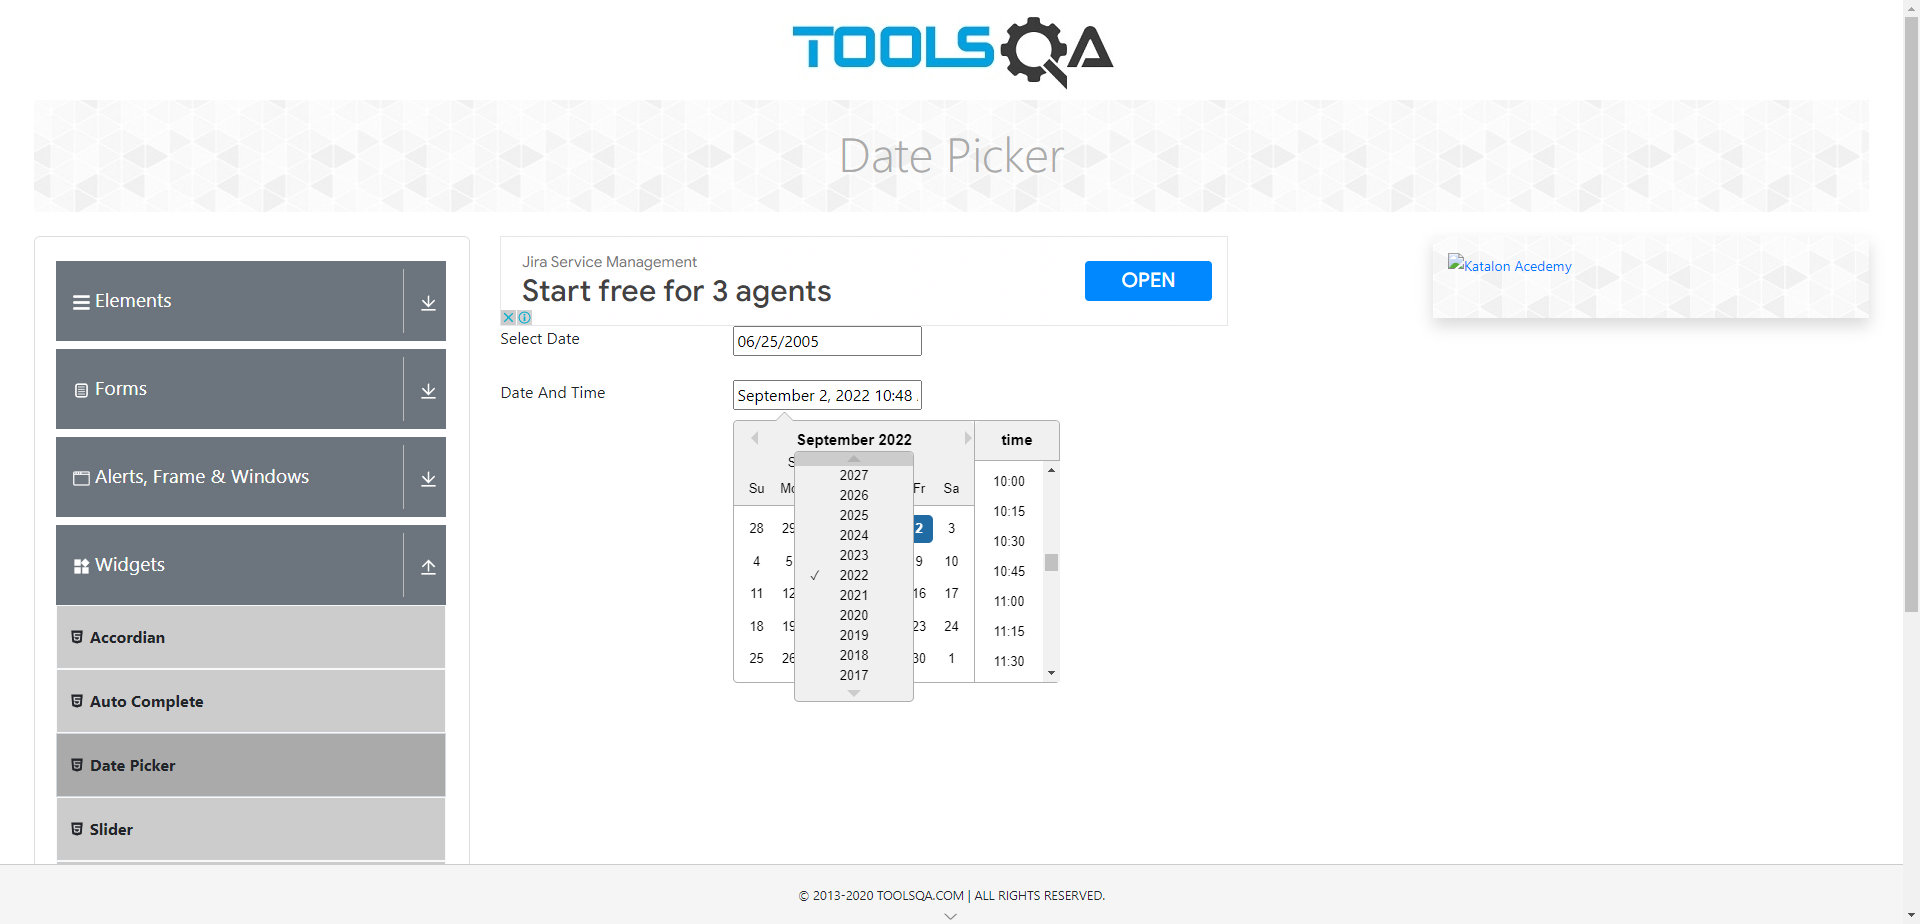 TOOLSQA
Date Picker
Elements
Forms
Alerts, Frame & Windows
Widgets
Accordian
Auto Complete
Date Picker
Slider
Jira Service Management
Start free for 3 agents
OPEN
Katalon Acedemy
Select Date
06/25/2005
Date And Time
September 2, 2022 10:48
September 2022
time
Su Fr Sa
28 29 2 3
4 5 9 10
11 12 16 17
18 19 23 24
25 26 30 1
2027
2026
2025
2024
2023
✓ 2022
2021
2020
2019
2018
2017
10:00
10:15
10:30
10:45
11:00
11:15
11:30
© 2013-2020 TOOLSQA.COM | ALL RIGHTS RESERVED.